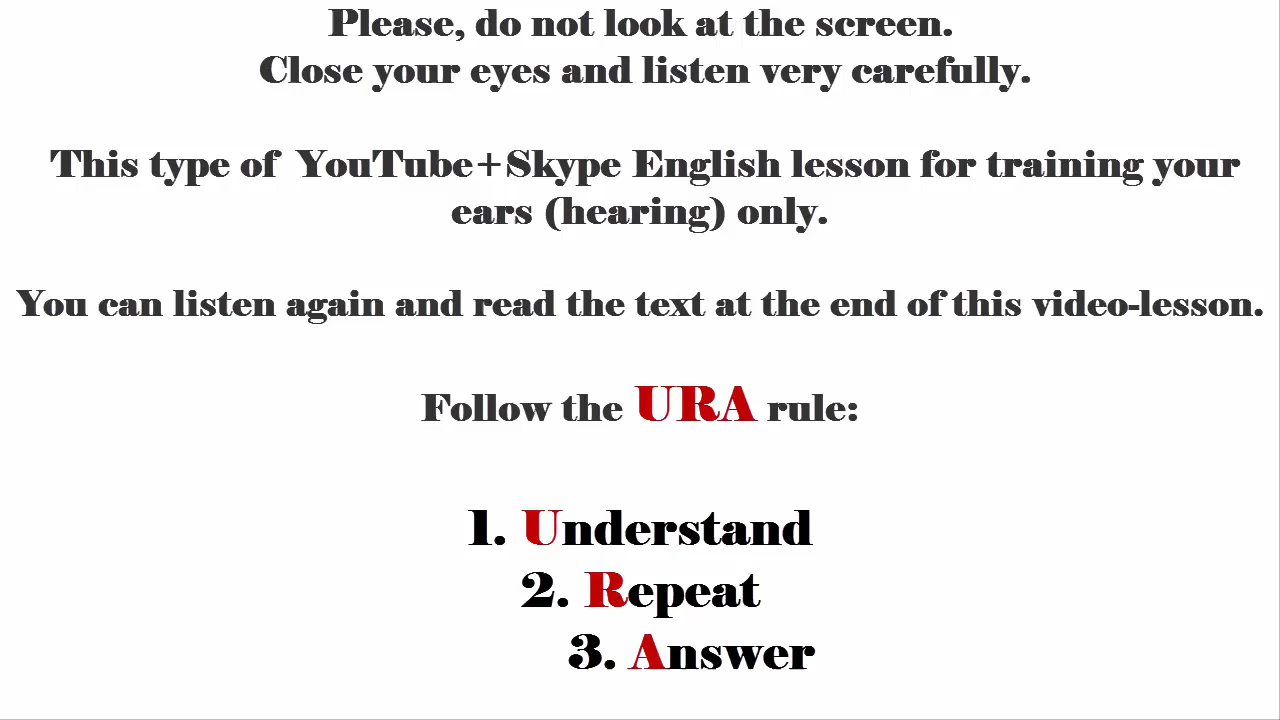 Please, do not look at the screen.
Close your eyes and listen very carefully.
This type of YouTube+Skype English lesson for training your
ears (hearing) only.
You can listen again and read the text at the end of this video-lesson.
Follow the URA rule:
1. Understand
2. Repeat
3. Answer